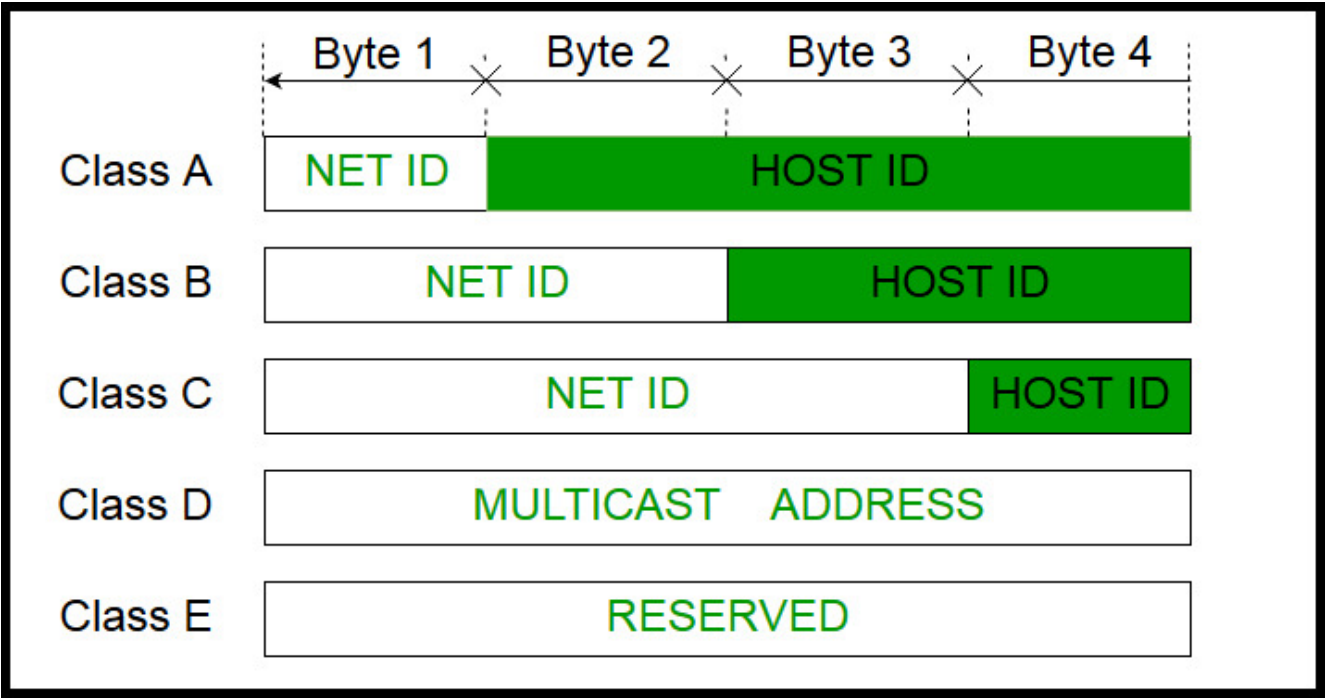 Byte 1 Byte 2 Byte 3 Byte 4
Class A NET ID HOST ID
Class B NET ID HOST ID
Class C NET ID HOST ID
Class D MULTICAST ADDRESS
Class E RESERVED